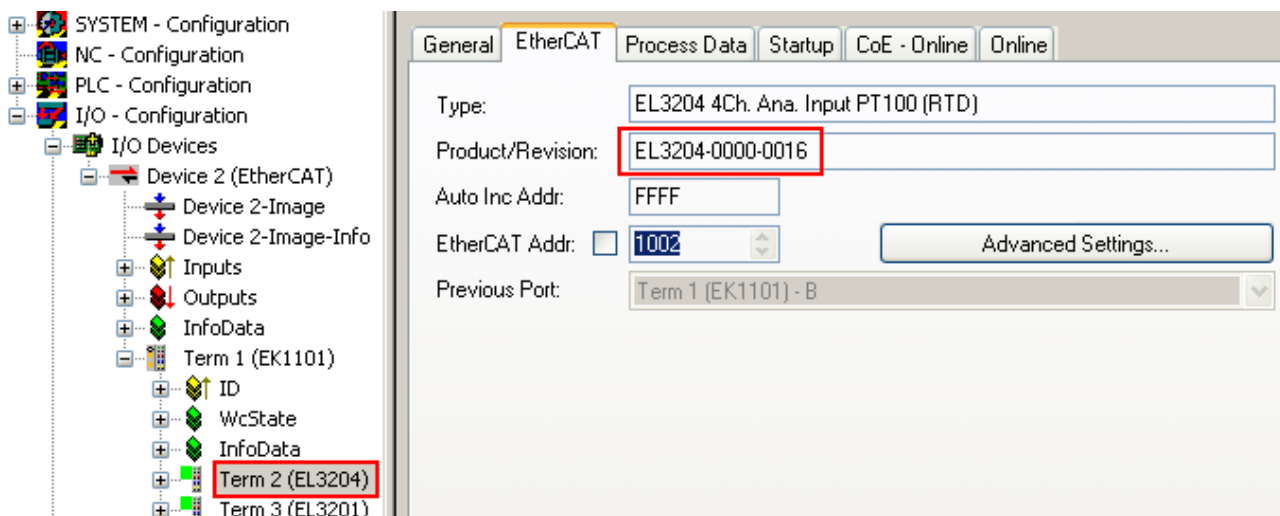 SYSTEM - Configuration
NC - Configuration
PLC - Configuration
I/O - Configuration
I/O Devices
Device 2 (EtherCAT)
Device 2-Image
Device 2-Image-Info
Inputs
Outputs
InfoData
Term 1 (EK1101)
ID
WcState
InfoData
Term 2 (EL3204)
Term 3 (EL3201)
General EtherCAT Process Data Startup CoE - Online Online
Type: EL3204 4Ch. Ana. Input PT100 (RTD)
Product/Revision: EL3204-0000-0016
Auto Inc Addr: FFFF
EtherCAT Addr: 1002 Advanced Settings...
Previous Port: Term 1 (EK1101) - B